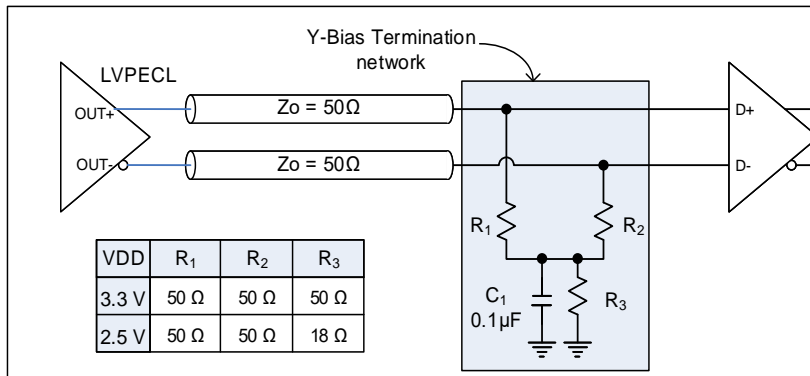 Y-Bias Termination
network
LVPECL
OUT+
Zo = 50Ω
D+
OUT-
Zo = 50Ω
D-
R1
R2
VDD R1 R2 R3
3.3 V 50 Ω 50 Ω 50 Ω
2.5 V 50 Ω 50 Ω 18 Ω
C1
0.1µF
R3